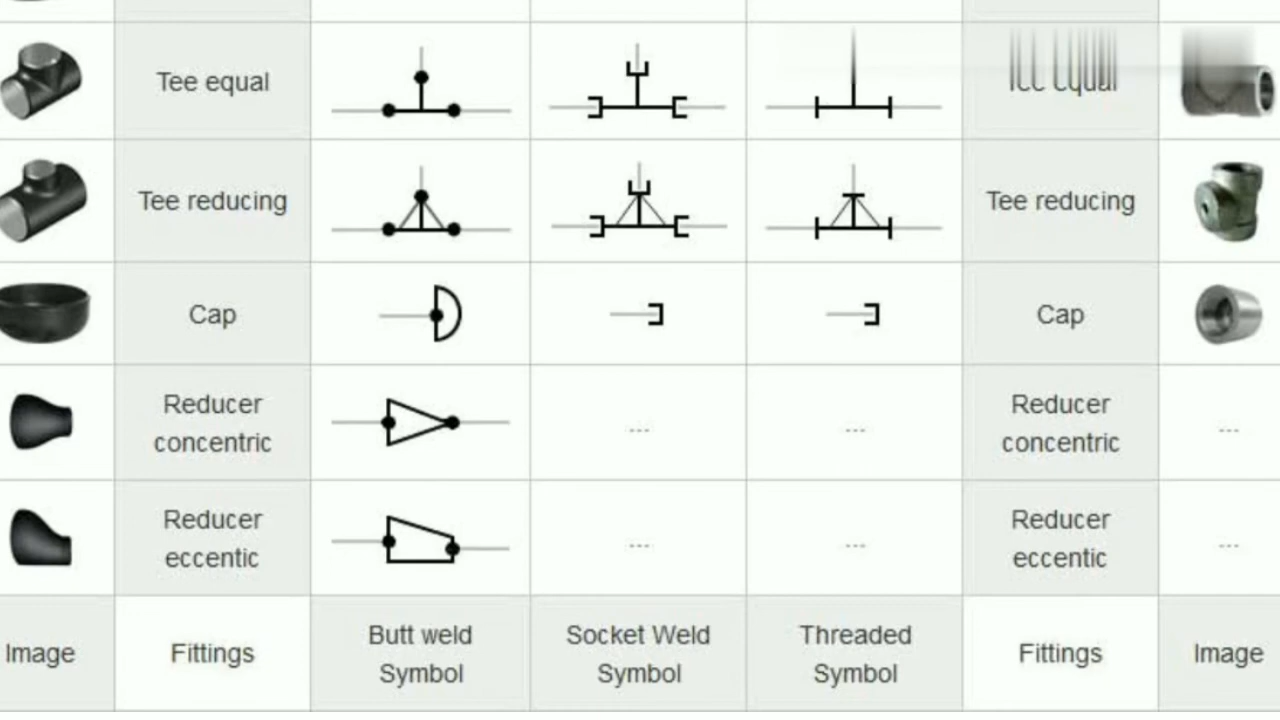 Tee equal
Tee reducing
Tee reducing
Cap
Cap
Reducer
concentric
---
---
Reducer
concentric
---
Reducer
eccentic
---
---
Reducer
eccentic
---
Image
Fittings
Butt weld
Symbol
Socket Weld
Symbol
Threaded
Symbol
Fittings
Image